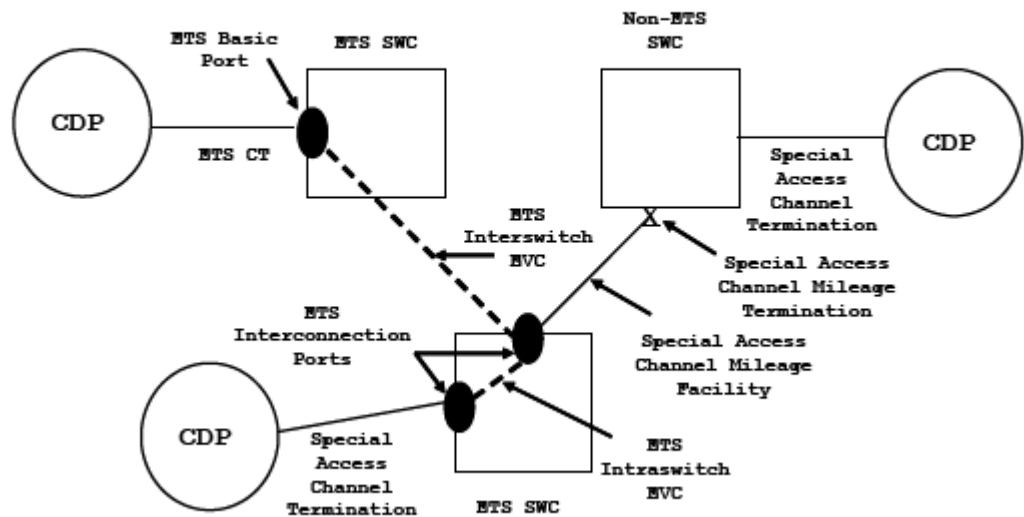 ETS Basic
Port
ETS SWC
Non-ETS
SWC
CDP
ETS CT
CDP
Special
Access
Channel
Termination
ETS
Interswitch
EVC
X
Special Access
Channel Mileage
Termination
ETS
Interconnection
Ports
Special Access
Channel Mileage
Facility
CDP
Special
Access
Channel
Termination
ETS
Intraswitch
EVC
ETS SWC